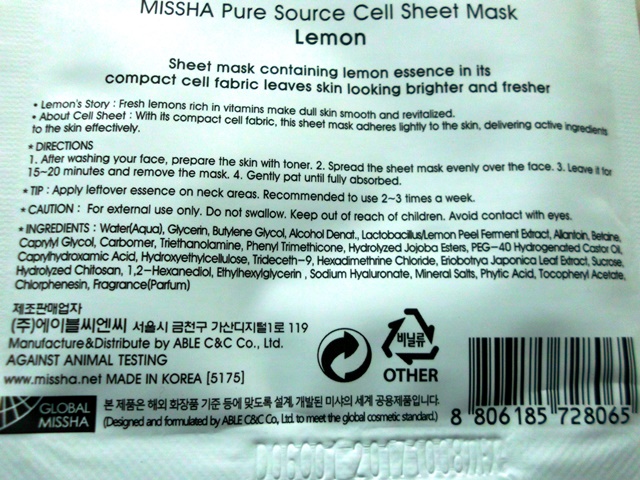 MISSHA Pure Source Cell Sheet Mask
Lemon
Sheet mask containing lemon essence in its
compact cell fabric leaves skin looking brighter and fresher
• Lemon's Story : Fresh lemons rich in vitamins make dull skin smooth and revitalized.
• About Cell Sheet : With its compact cell fabric, this sheet mask adheres lightly to the skin, delivering active ingredients
to the skin effectively.
* DIRECTIONS
1. After washing your face, prepare the skin with toner. 2. Spread the sheet mask evenly over the face. 3. Leave it for
15~20 minutes and remove the mask. 4. Gently pat until fully absorbed.
* TIP : Apply leftover essence on neck areas. Recommended to use 2~3 times a week.
* CAUTION : For external use only. Do not swallow. Keep out of reach of children. Avoid contact with eyes.
* INGREDIENTS : Water(Aqua), Glycerin, Butylene Glycol, Alcohol Denat., Lactobacillus/Lemon Peel Ferment Extract, Allantoin, Betaine,
Caprylyl Glycol, Carbomer, Triethanolamine, Phenyl Trimethicone, Hydrolyzed Jojoba Esters, PEG-40 Hydrogenated Castor Oil,
Caprylhydroxamic Acid, Hydroxyethylcellulose, Trideceth-9, Hexadimethrine Chloride, Eriobotrya Japonica Leaf Extract, Sucrose,
Hydrolyzed Chitosan, 1,2-Hexanediol, Ethylhexylglycerin , Sodium Hyaluronate, Mineral Salts, Phytic Acid, Tocopheryl Acetate,
Chlorphenesin, Fragrance(Parfum)
제조판매업자
(주)에이블씨엔씨 서울시 금천구 가산디지털1로 119
Manufacture&Distribute by ABLE C&C Co., Ltd.
AGAINST ANIMAL TESTING
www.missha.net MADE IN KOREA [5175]
비닐류
OTHER
GLOBAL
MISSHA
본 제품은 해외 화장품 기준 등에 맞도록 설계, 개발된 미샤의 세계 공용제품입니다.
(Designed and formulated by ABLE C&C Co., Ltd. to meet the global cosmetic standard.)
8 806185 728065